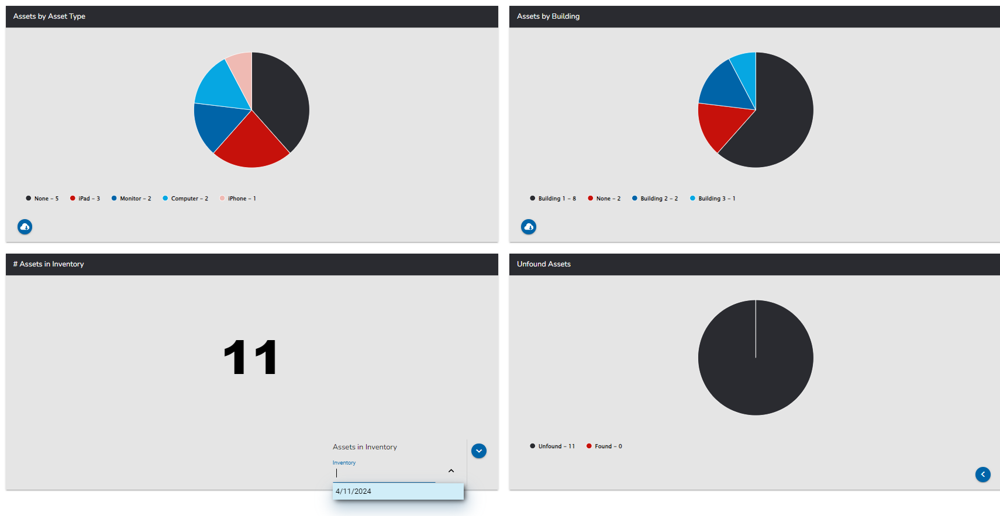 Assets by Asset Type
None – 5
iPad – 3
Monitor – 2
Computer – 2
iPhone – 1
Assets by Building
Building 1 – 8
None – 2
Building 2 – 2
Building 3 – 1
# Assets in Inventory
11
Assets in Inventory
Inventory
4/11/2024
Unfound Assets
Unfound – 11
Found – 0